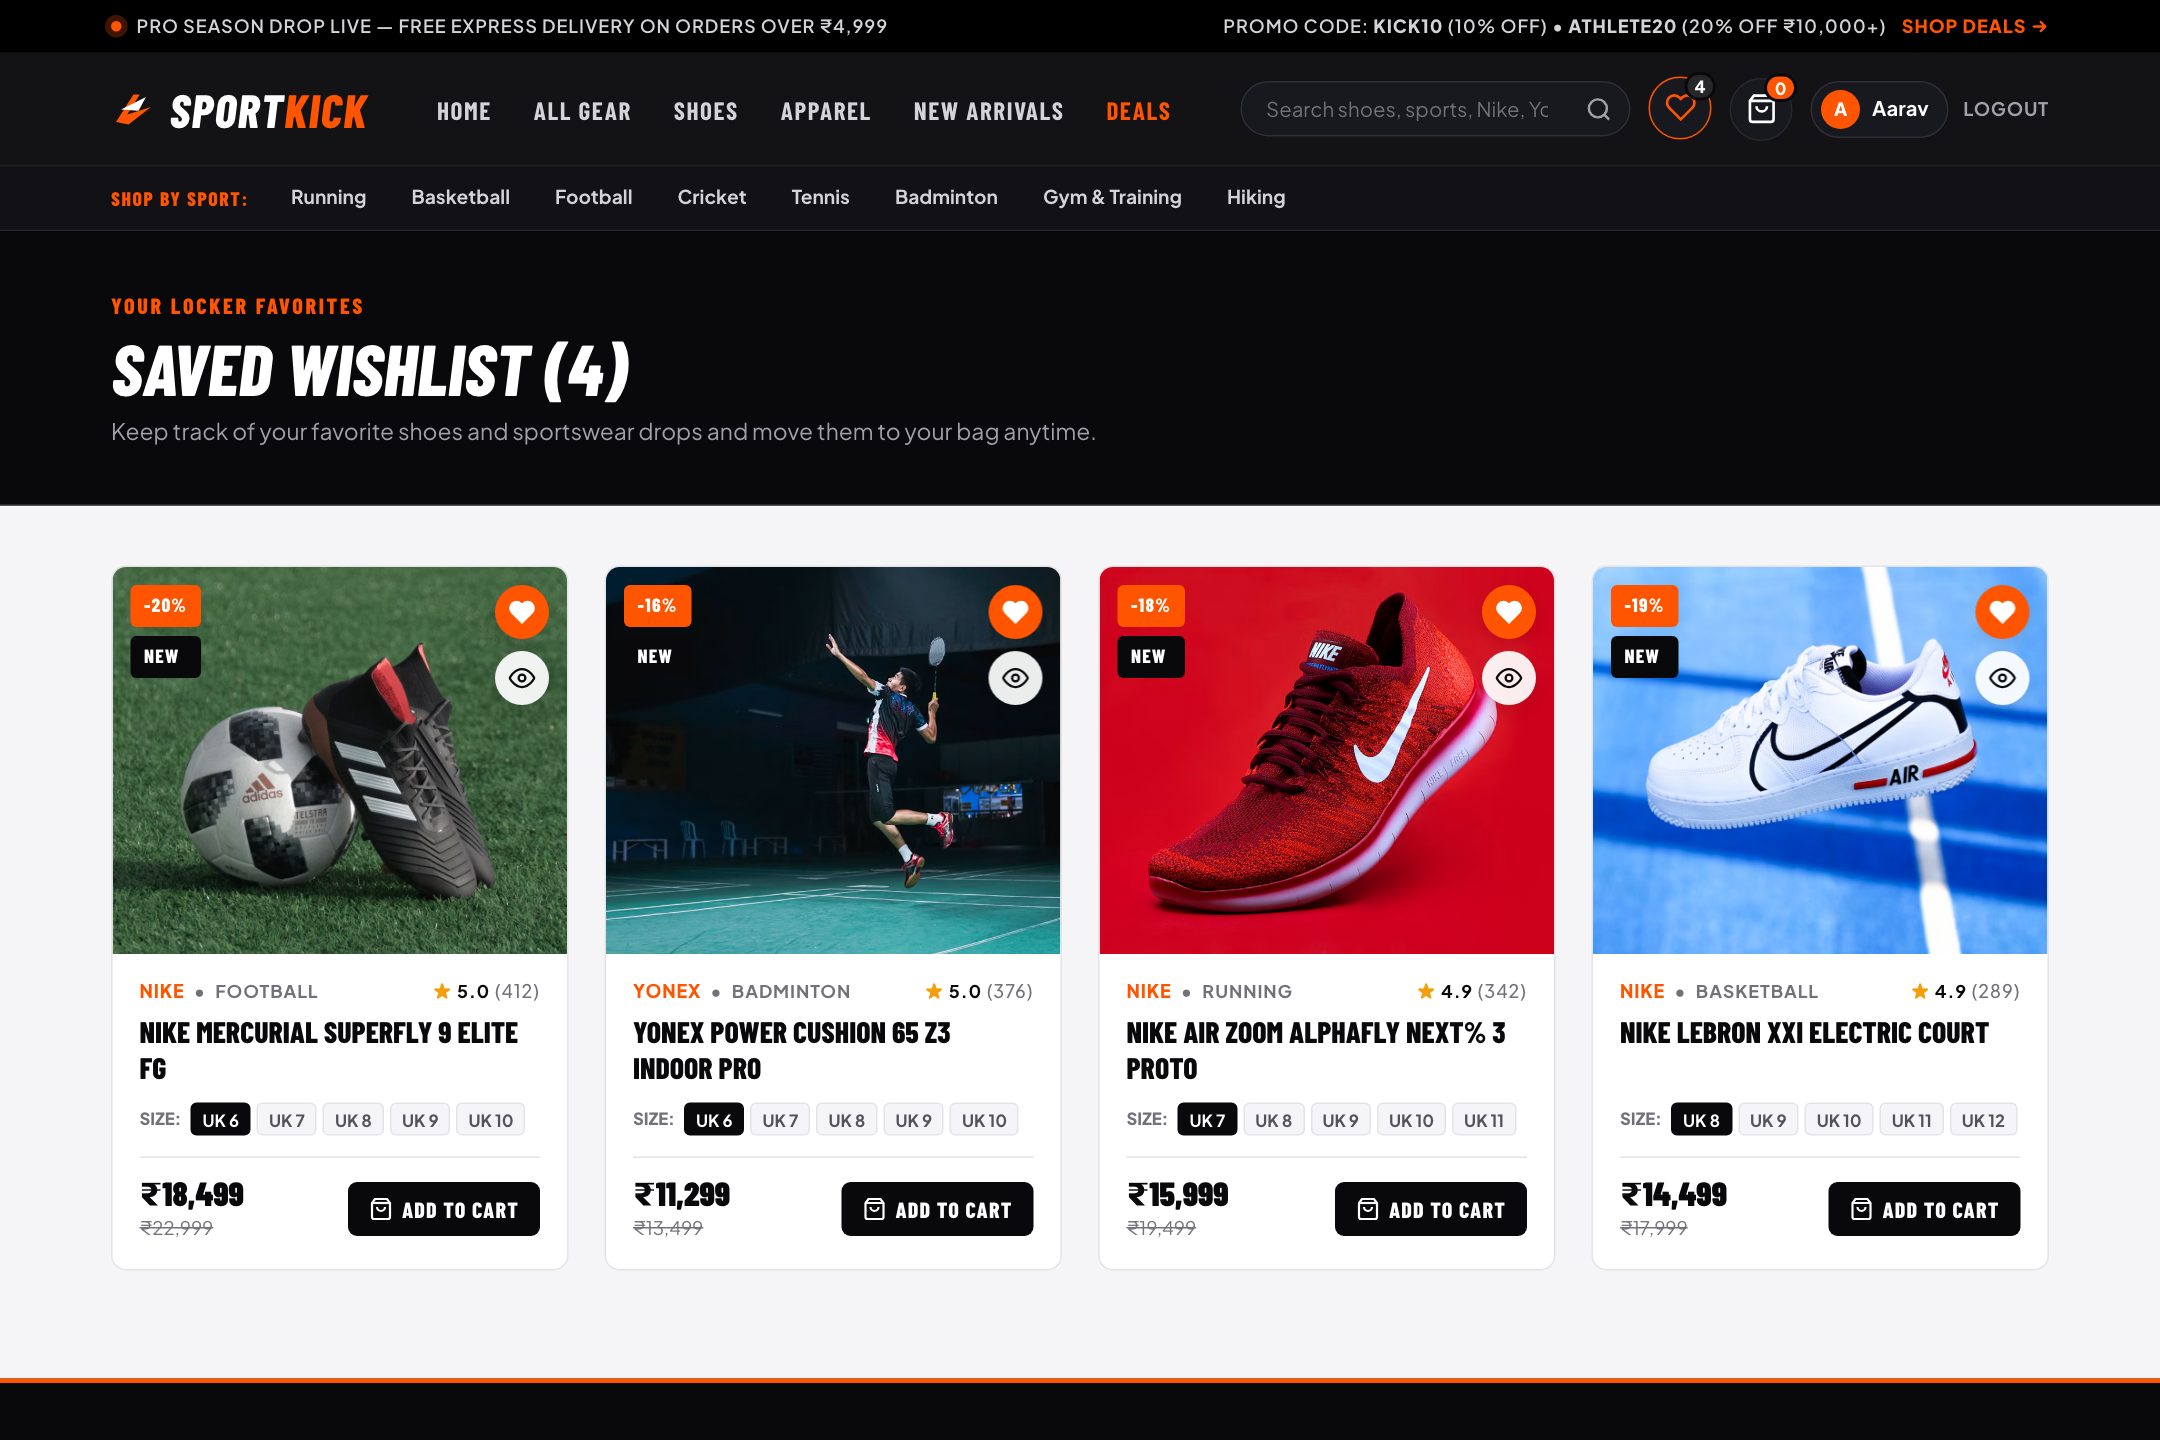 PRO SEASON DROP LIVE — FREE EXPRESS DELIVERY ON ORDERS OVER ₹4,999
PROMO CODE: KICK10 (10% OFF) • ATHLETE20 (20% OFF ₹10,000+) SHOP DEALS →
SPORTKICK
HOME ALL GEAR SHOES APPAREL NEW ARRIVALS DEALS
Search shoes, sports, Nike, Yo
4
0
A Aarav LOGOUT
SHOP BY SPORT: Running Basketball Football Cricket Tennis Badminton Gym & Training Hiking
YOUR LOCKER FAVORITES
SAVED WISHLIST (4)
Keep track of your favorite shoes and sportswear drops and move them to your bag anytime.
-20%
NEW
adidas
TELSTAR
NIKE • FOOTBALL ★ 5.0 (412)
NIKE MERCURIAL SUPERFLY 9 ELITE
FG
SIZE: UK 6 UK 7 UK 8 UK 9 UK 10
₹18,499
₹22,999
ADD TO CART
-16%
NEW
YONEX • BADMINTON ★ 5.0 (376)
YONEX POWER CUSHION 65 Z3
INDOOR PRO
SIZE: UK 6 UK 7 UK 8 UK 9 UK 10
₹11,299
₹13,499
ADD TO CART
-18%
NEW
NIKE
NIKE • RUNNING ★ 4.9 (342)
NIKE AIR ZOOM ALPHAFLY NEXT% 3
PROTO
SIZE: UK 7 UK 8 UK 9 UK 10 UK 11
₹15,999
₹19,499
ADD TO CART
-19%
NEW
AIR
NIKE • BASKETBALL ★ 4.9 (289)
NIKE LEBRON XXI ELECTRIC COURT
SIZE: UK 8 UK 9 UK 10 UK 11 UK 12
₹14,499
₹17,999
ADD TO CART